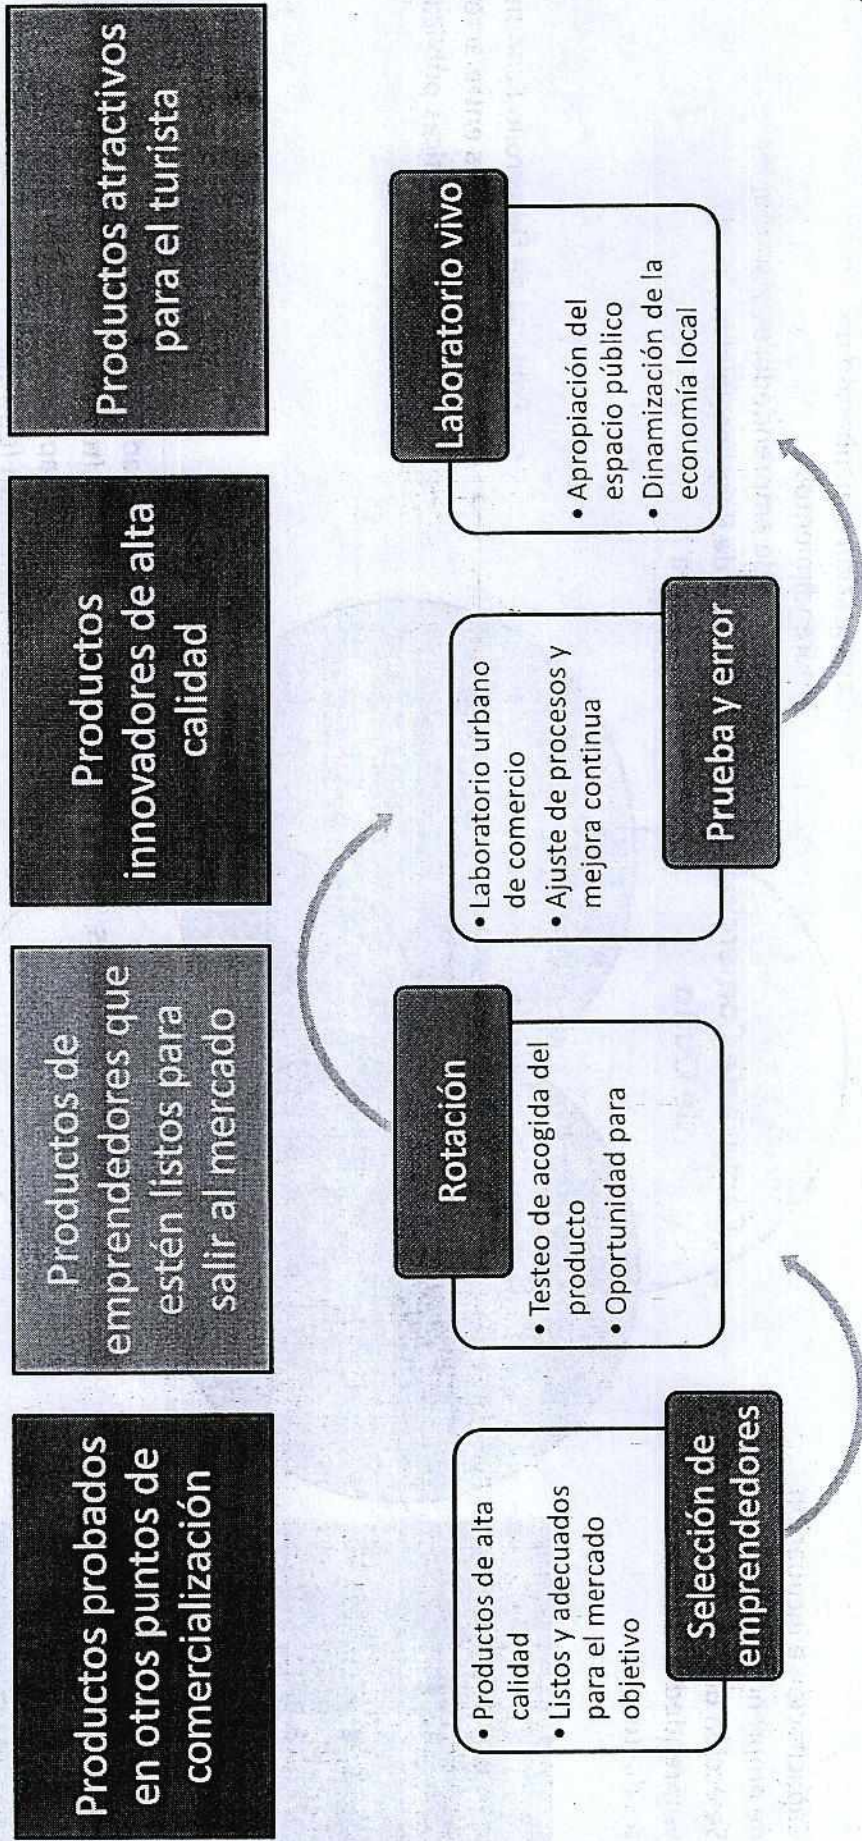 Productos probados
en otros puntos de
comercialización
Productos de
emprendedores que
estén listos para
salir al mercado
Productos
innovadores de alta
calidad
Productos atractivos
para el turista
• Productos de alta
calidad
• Listos y adecuados
para el mercado
objetivo
Selección de
emprendedores
Rotación
• Testeo de acogida del
producto
• Oportunidad para
• Laboratorio urbano
de comercio
• Ajuste de procesos y
mejora continua
Prueba y error
Laboratorio vivo
• Apropiación del
espacio público
• Dinamización de la
economía local